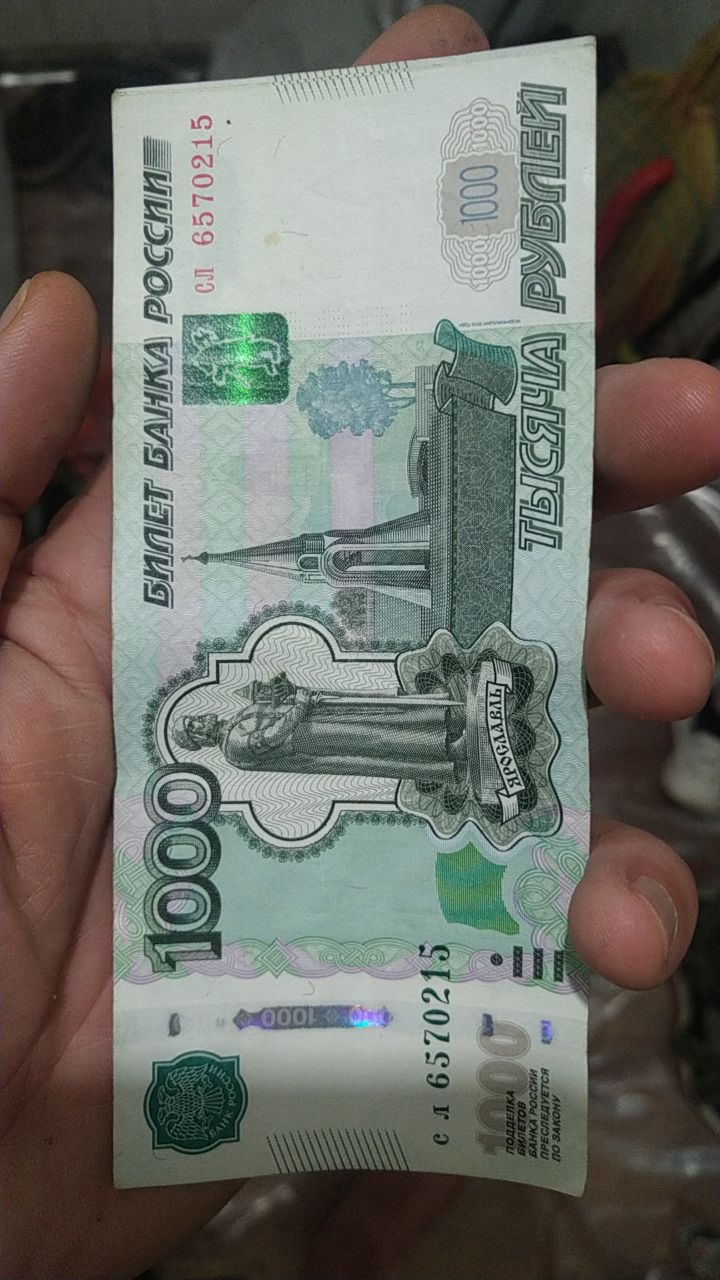 БАНК РОССИИ
1000
БИЛЕТ БАНКА РОССИИ
сл 6570215
1000
сл 6570215
1000
ПОДДЕЛКА
БИЛЕТОВ
БАНКА РОССИИ
ПРЕСЛЕДУЕТСЯ
ПО ЗАКОНУ
ЯРОСЛАВЛЬ
1000 1000 1000
ТЫСЯЧА РУБЛЕЙ